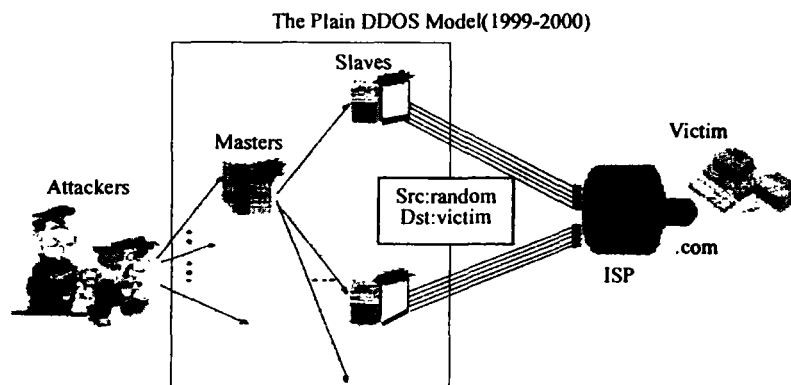 The Plain DDOS Model(1999-2000)
Slaves
Masters
Victim
Attackers
Src:random
Dst:victim
.com
ISP